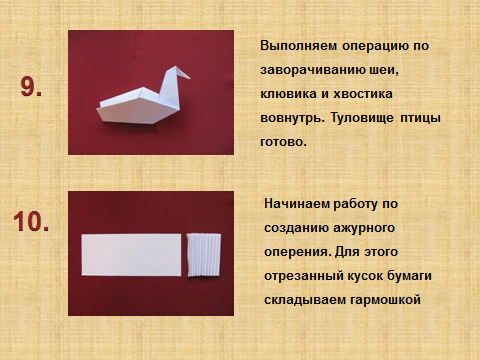 9.
Выполняем операцию по
заворачиванию шеи,
клювика и хвостика
вовнутрь. Туловище птицы
готово.
10.
Начинаем работу по
созданию ажурного
оперения. Для этого
отрезанный кусок бумаги
складываем гармошкой